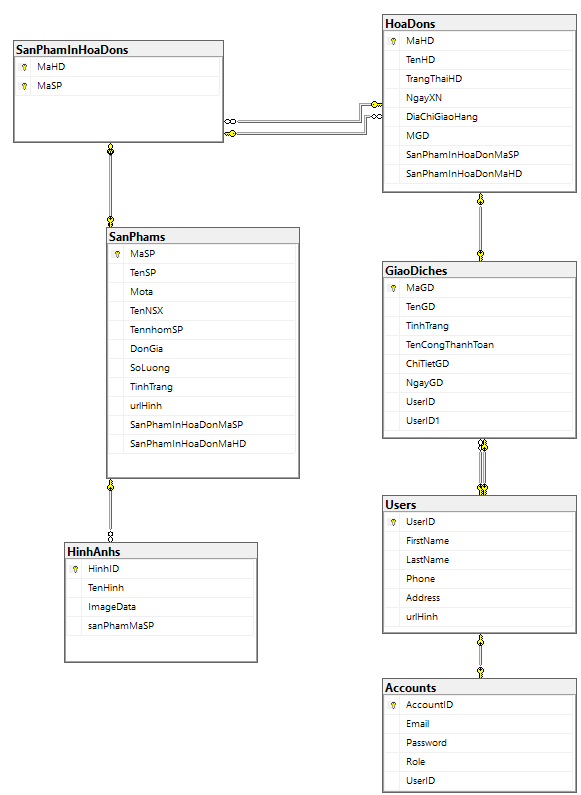 SanPhamInHoaDons
MaHD
MaSP
HoaDons
MaHD
TenHD
TrangThaiHD
NgayXN
DiaChiGiaoHang
MGD
SanPhamInHoaDonMaSP
SanPhamInHoaDonMaHD
SanPhams
MaSP
TenSP
Mota
TenNSX
TennhomSP
DonGia
SoLuong
TinhTrang
urlHinh
SanPhamInHoaDonMaSP
SanPhamInHoaDonMaHD
GiaoDiches
MaGD
TenGD
TinhTrang
TenCongThanhToan
ChiTietGD
NgayGD
UserID
UserID1
HinhAnhs
HinhID
TenHinh
ImageData
sanPhamMaSP
Users
UserID
FirstName
LastName
Phone
Address
urlHinh
Accounts
AccountID
Email
Password
Role
UserID